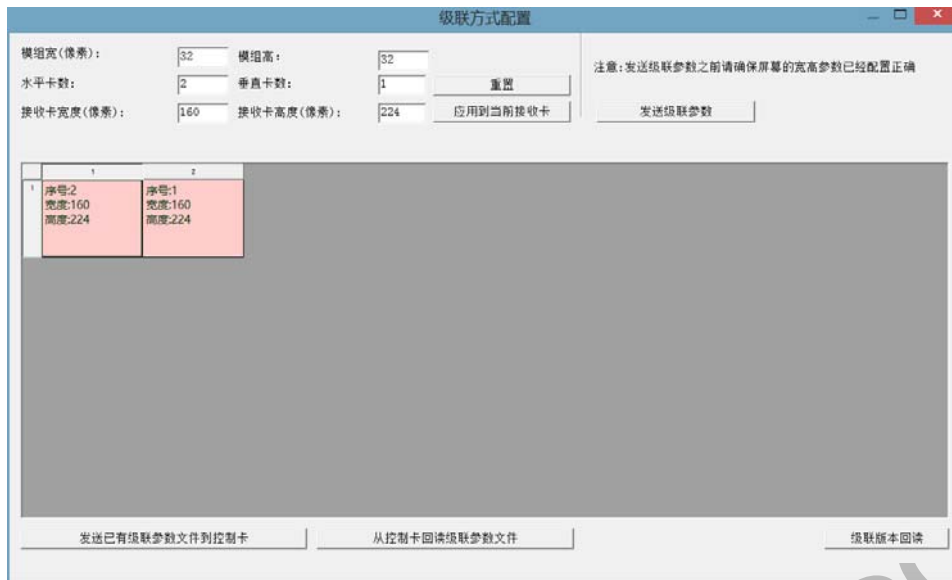 级联方式配置
模组宽(像素): 32 模组高: 32
水平卡数: 2 垂直卡数: 1 重置
接收卡宽度(像素): 160 接收卡高度(像素): 224 应用到当前接收卡
注意:发送级联参数之前请确保屏幕的宽高参数已经配置正确
发送级联参数
1 2
1
序号:2
宽度:160
高度:224
序号:1
宽度:160
高度:224
发送已有级联参数文件到控制卡 从控制卡回读级联参数文件 级联版本回读